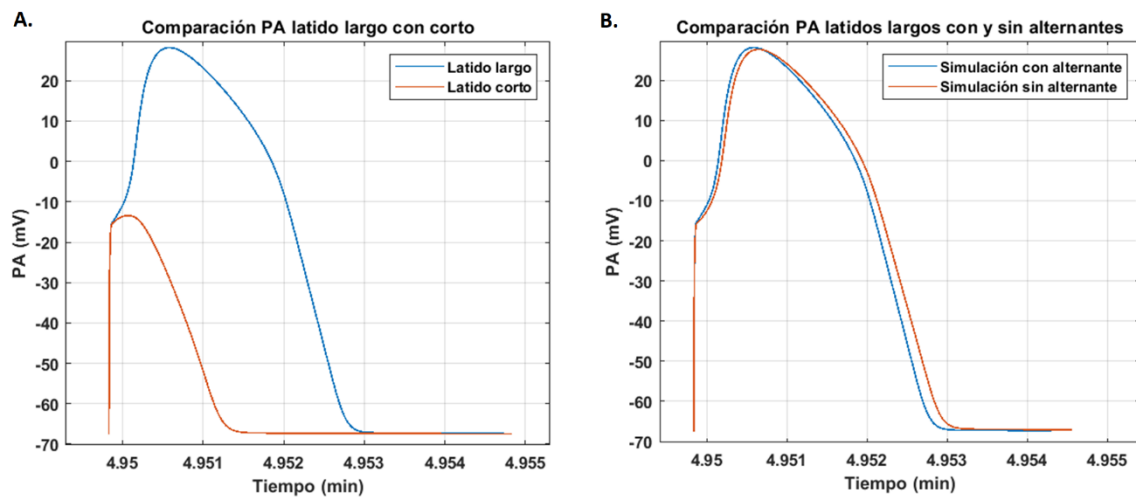 A.
Comparación PA latido largo con corto
Latido largo
Latido corto
PA (mV)
20
10
0
-10
-20
-30
-40
-50
-60
-70
4.95
4.951
4.952
4.953
4.954
4.955
Tiempo (min)
B.
Comparación PA latidos largos con y sin alternantes
Simulación con alternante
Simulación sin alternante
PA (mV)
20
10
0
-10
-20
-30
-40
-50
-60
-70
4.95
4.951
4.952
4.953
4.954
4.955
Tiempo (min)